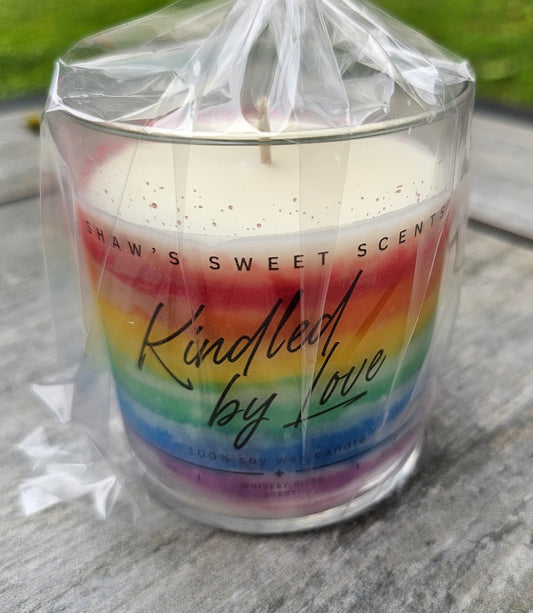 SHAW'S SWEET SCENTS
Kindled
by Love
100% soy wax candle
WHISKEY RIVER
SCENT